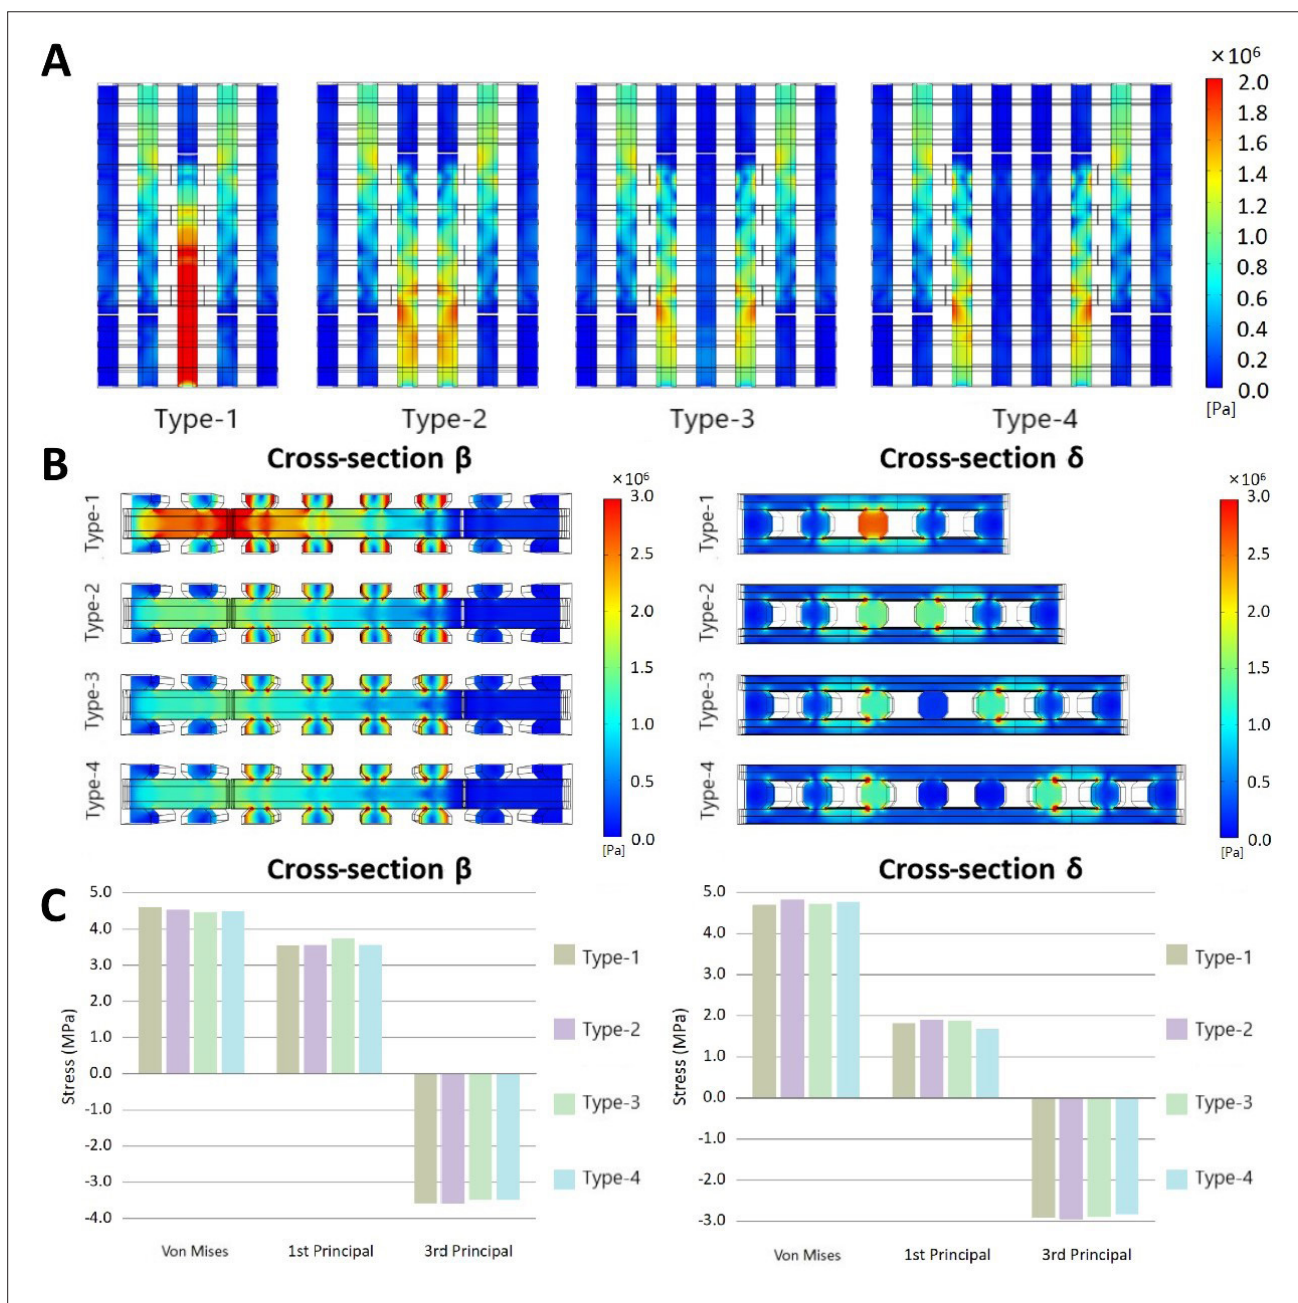 A
×10⁶
2.0
1.8
1.6
1.4
1.2
1.0
0.8
0.6
0.4
0.2
0.0
[Pa]
Type-1 Type-2 Type-3 Type-4
B
Cross-section β
Type-1
Type-2
Type-3
Type-4
×10⁶
3.0
2.5
2.0
1.5
1.0
0.5
0.0
[Pa]
Cross-section δ
Type-1
Type-2
Type-3
Type-4
×10⁶
3.0
2.5
2.0
1.5
1.0
0.5
0.0
[Pa]
C
Cross-section β
Stress (MPa)
5.0
4.0
3.0
2.0
1.0
0.0
-1.0
-2.0
-3.0
-4.0
Von Mises 1st Principal 3rd Principal
Type-1
Type-2
Type-3
Type-4
Cross-section δ
Stress (MPa)
5.0
4.0
3.0
2.0
1.0
0.0
-1.0
-2.0
-3.0
Von Mises 1st Principal 3rd Principal
Type-1
Type-2
Type-3
Type-4